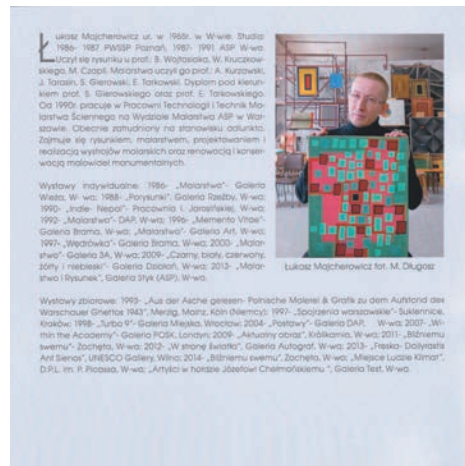 Łukasz Majcherowicz ur. w 1965r. w W-wie. Studia:
1986- 1987 PWSSP Poznań, 1987- 1991 ASP W-wa.
Uczył się rysunku u prof.: B. Wojtasiaka, W. Kruczkow-
skiego, M. Czapli. Malarstwa uczyli go prof.: A. Kurzawski,
J. Tarasin, S. Gierowski, E. Tarkowski. Dyplom pod kierun-
kiem prof. S. Gierowskiego oraz prof. E. Tarkowskiego.
Od 1990r. pracuje w Pracowni Technologii i Technik Ma-
larstwa Ściennego na Wydziale Malarstwa ASP w War-
szawie. Obecnie zatrudniony na stanowisku adiunkta.
Zajmuje się rysunkiem, malarstwem, projektowaniem i
realizacją wystrojów malarskich oraz renowacją i konser-
wacją malowideł monumentalnych.
Wystawy indywidualne: 1986- „Malarstwo"- Galeria
Wieża, W- wa; 1988- „Porysunki"- Galeria Rzeźby, W-wa;
1990- „Indie- Nepal"- Pracownia I. Jarosińskiej, W-wa;
1992- „Malarstwo"- DAP, W-wa; 1996- „Memento Vitae"-
Galeria Brama, W-wa; „Malarstwo"- Galeria Art, W-wa;
1997- „Wędrówka"- Galeria Brama, W-wa; 2000- „Malar-
stwo"- Galeria 3A, W-wa; 2009- „Czarny, biały, czerwony,
żółty i niebieski"- Galeria Działań, W-wa; 2013- „Malar-
stwo i Rysunek", Galeria Styk (ASP), W-wa.
Łukasz Majcherowicz fot. M. Długosz
Wystawy zbiorowe: 1993- „Aus der Asche gelesen- Polnische Malerei & Grafik zu dem Aufstand des
Warschauer Ghettos 1943", Merzig, Mainz, Köln (Niemcy); 1997- „Spojrzenia warszawskie"- Sukiennice,
Kraków; 1998- „Turbo 9"- Galeria Miejska, Wrocław; 2004- „Postawy"- Galeria DAP, W-wa; 2007- „Wi-
thin the Academy"- Galeria POSK, Londyn; 2009- „Aktualny obraz", Królikarnia, W-wa; 2011- „Bliźniemu
swemu"- Zachęta, W-wa; 2012- „W stronę Światła", Galeria Autograf, W-wa; 2013- „Freska- Dailyrastis
Ant Sienos", UNESCO Gallery, Wilno; 2014- „Bliźniemu swemu", Zachęta, W-wa; „Miejsce Ludzie Klimat",
D.P.L. im. P. Picassa, W-wa; „Artyści w hołdzie Józefowi Chełmońskiemu ", Galeria Test, W-wa.